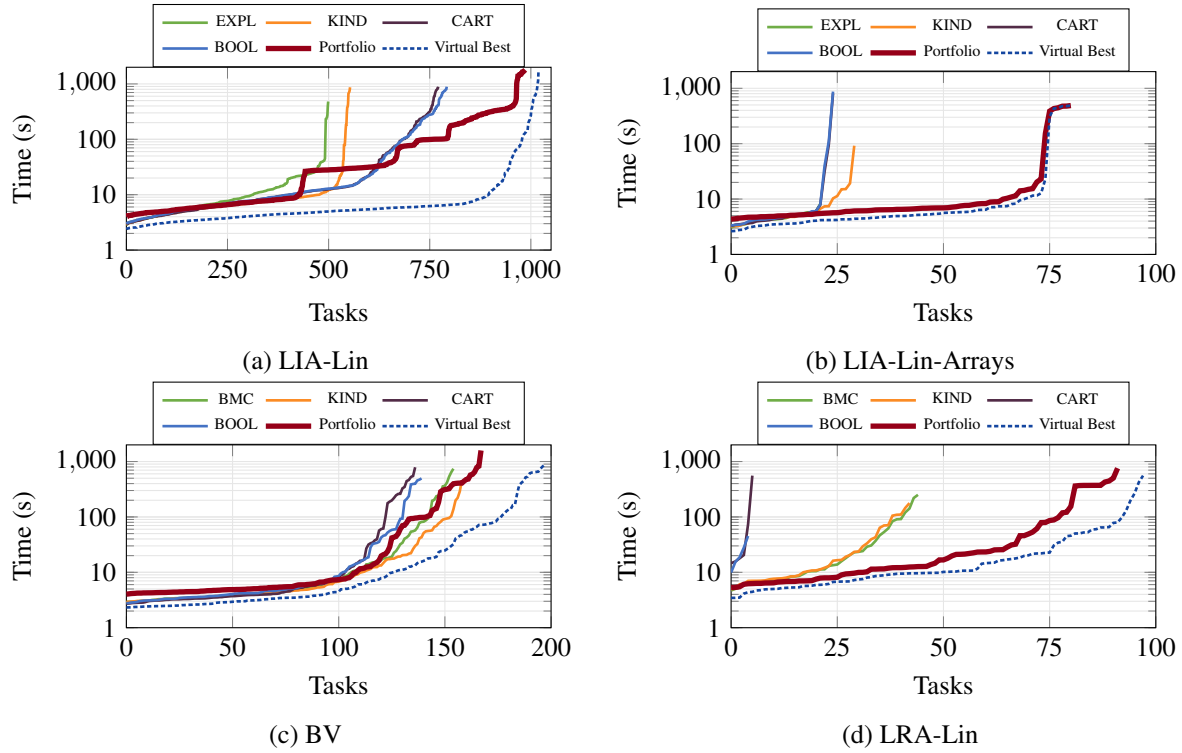 EXPL KIND CART
BOOL Portfolio Virtual Best
1,000
100
10
1
Time (s)
0 250 500 750 1,000
Tasks
(a) LIA-Lin
EXPL KIND CART
BOOL Portfolio Virtual Best
1,000
100
10
1
Time (s)
0 25 50 75 100
Tasks
(b) LIA-Lin-Arrays
BMC KIND CART
BOOL Portfolio Virtual Best
1,000
100
10
1
Time (s)
0 50 100 150 200
Tasks
(c) BV
BMC KIND CART
BOOL Portfolio Virtual Best
1,000
100
10
1
Time (s)
0 25 50 75 100
Tasks
(d) LRA-Lin